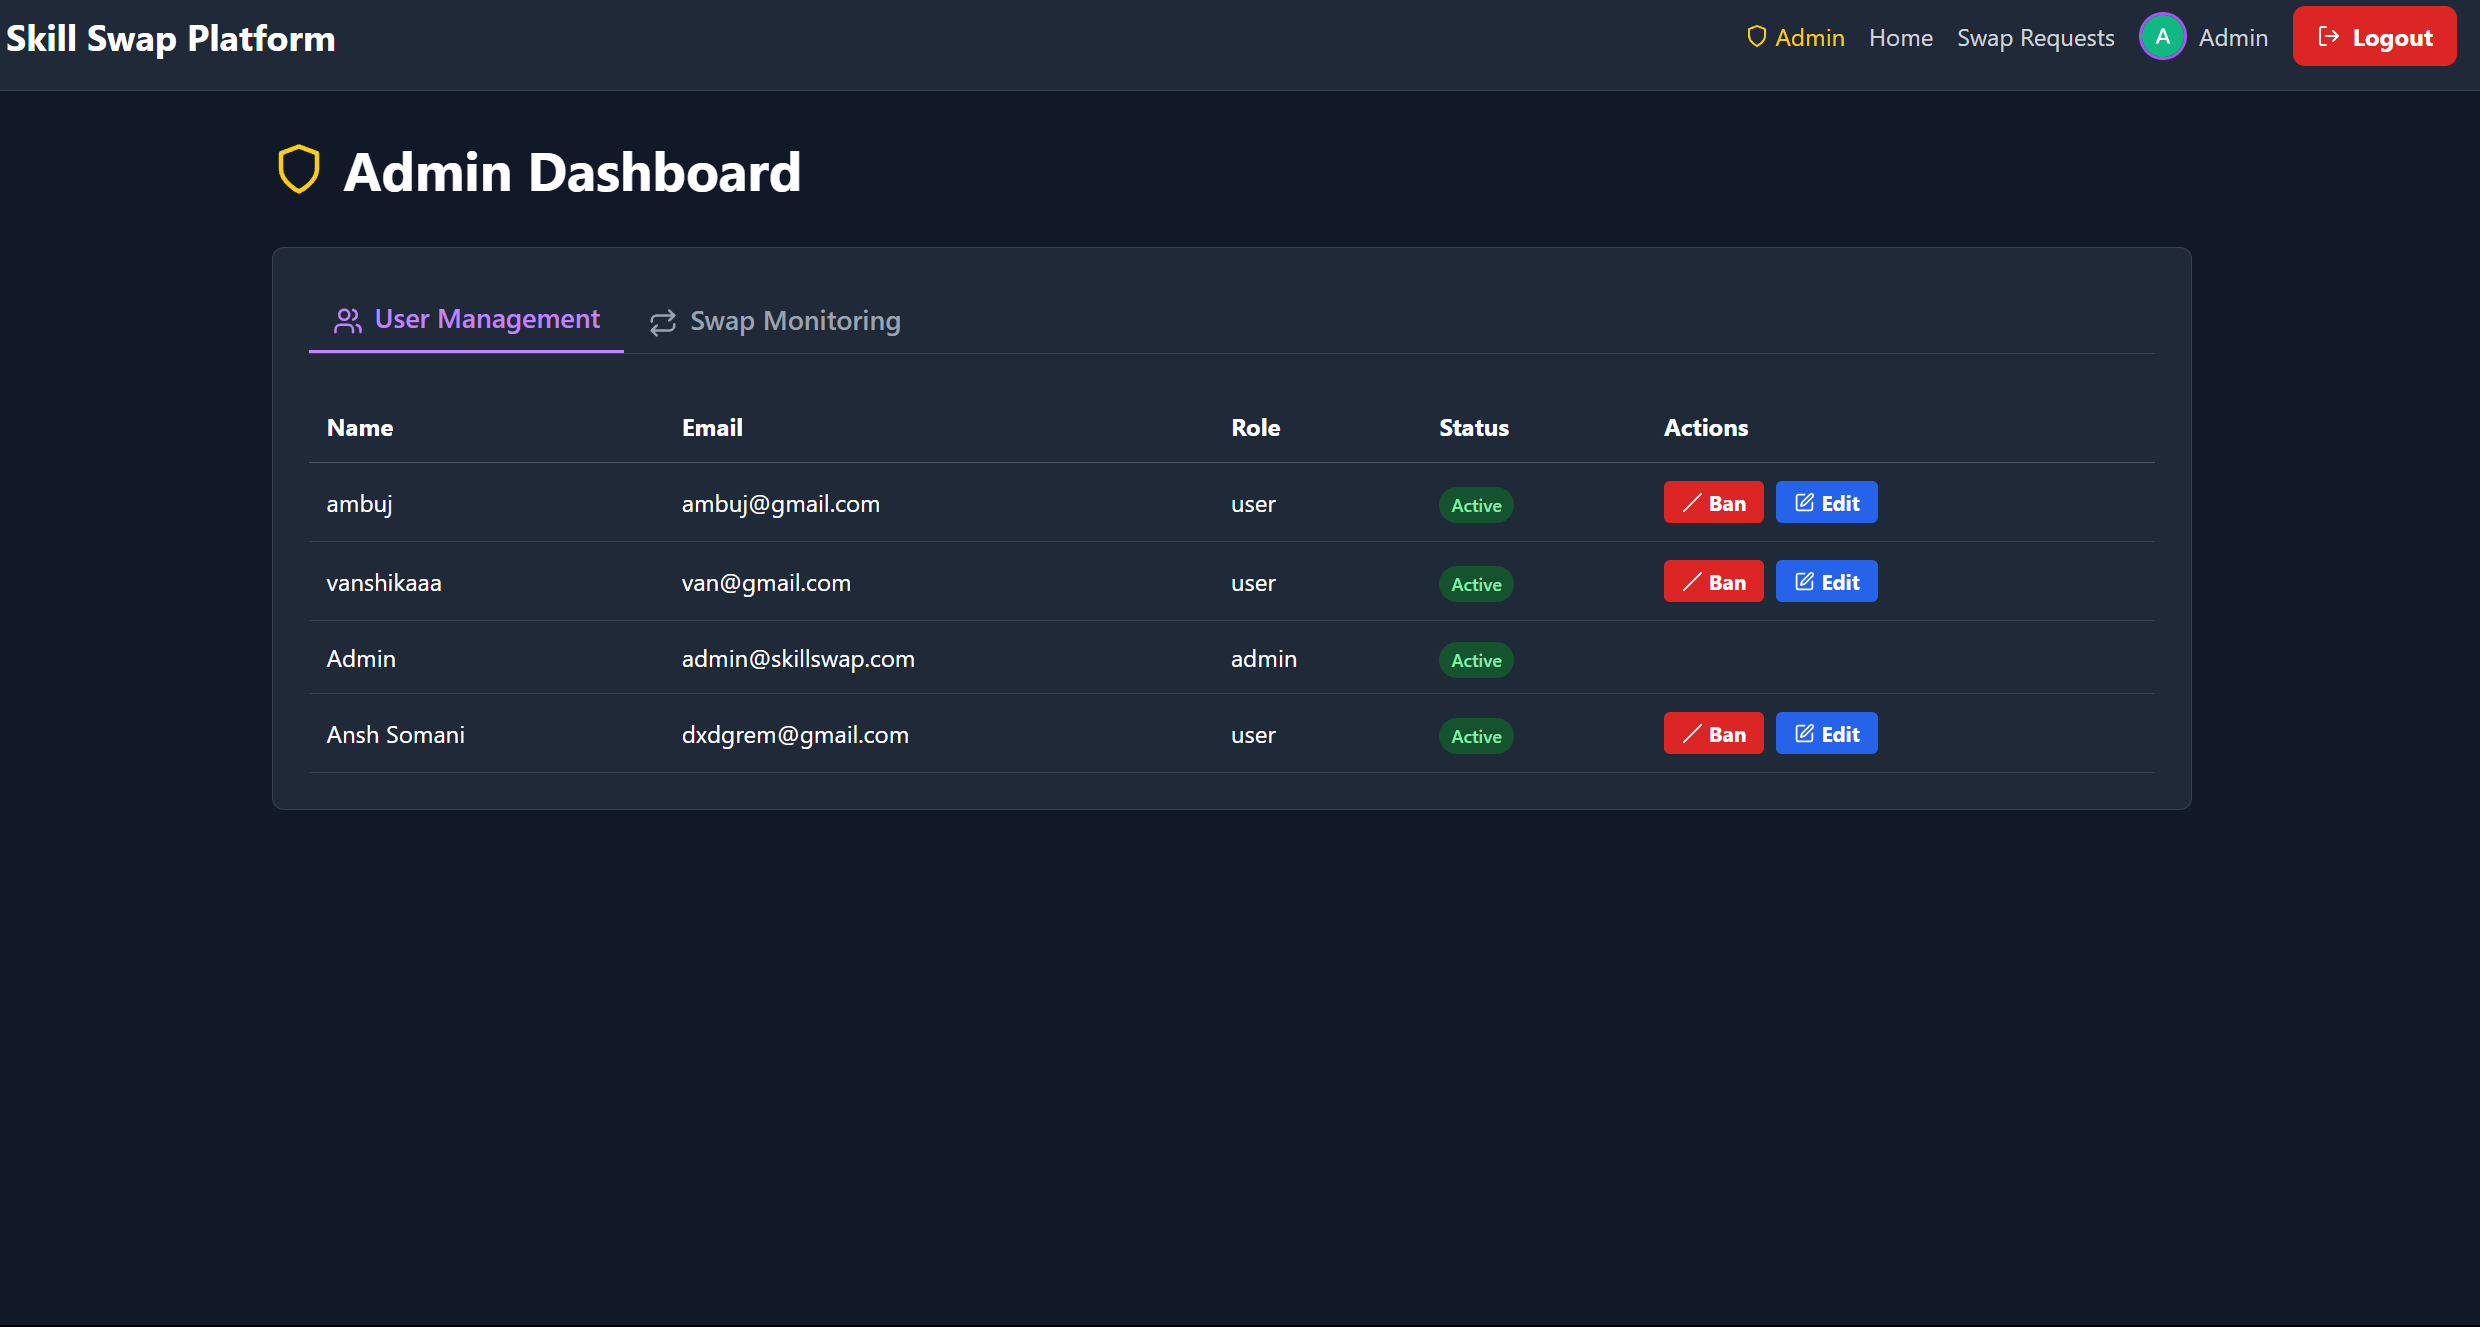 Skill Swap Platform
Admin Home Swap Requests A Admin Logout
Admin Dashboard
User Management Swap Monitoring
Name Email Role Status Actions
ambuj ambuj@gmail.com user Active Ban Edit
vanshikaaa van@gmail.com user Active Ban Edit
Admin admin@skillswap.com admin Active
Ansh Somani dxdgrem@gmail.com user Active Ban Edit